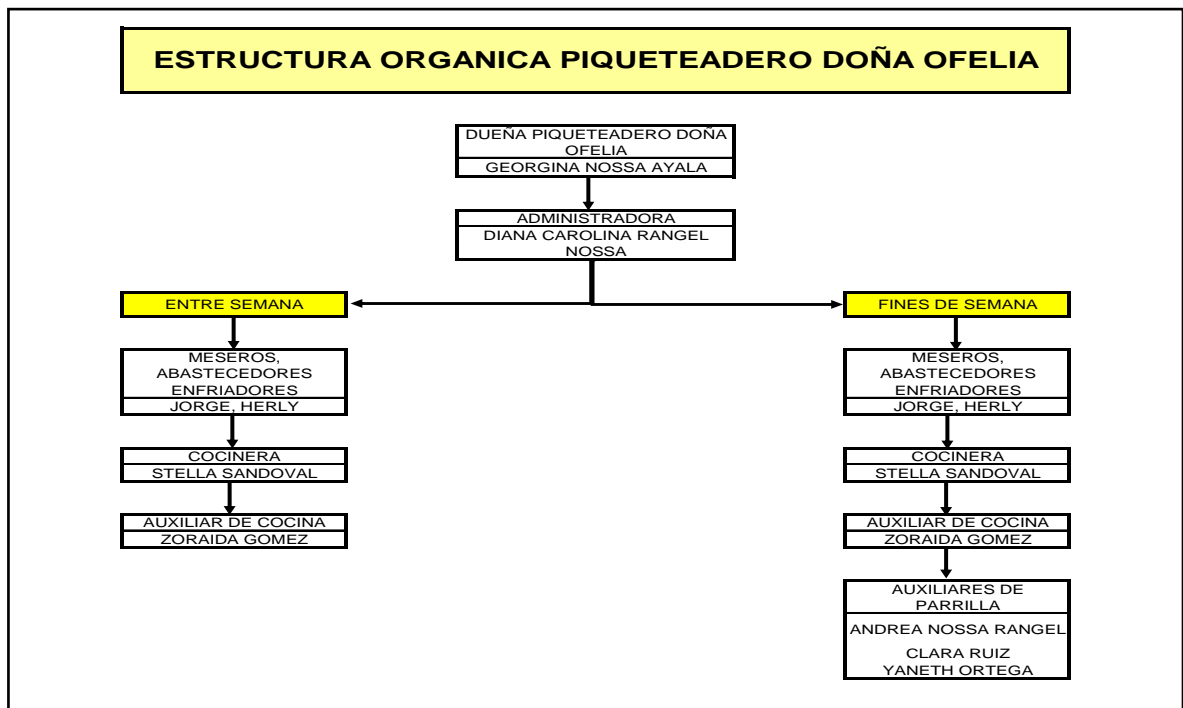 ESTRUCTURA ORGANICA PIQUETEADERO DOÑA OFELIA
DUEÑA PIQUETEADERO DOÑA
OFELIA
GEORGINA NOSSA AYALA
ADMINISTRADORA
DIANA CAROLINA RANGEL
NOSSA
ENTRE SEMANA
MESEROS,
ABASTECEDORES
ENFRIADORES
JORGE, HERLY
COCINERA
STELLA SANDOVAL
AUXILIAR DE COCINA
ZORAIDA GOMEZ
FINES DE SEMANA
MESEROS,
ABASTECEDORES
ENFRIADORES
JORGE, HERLY
COCINERA
STELLA SANDOVAL
AUXILIAR DE COCINA
ZORAIDA GOMEZ
AUXILIARES DE
PARRILLA
ANDREA NOSSA RANGEL
CLARA RUIZ
YANETH ORTEGA